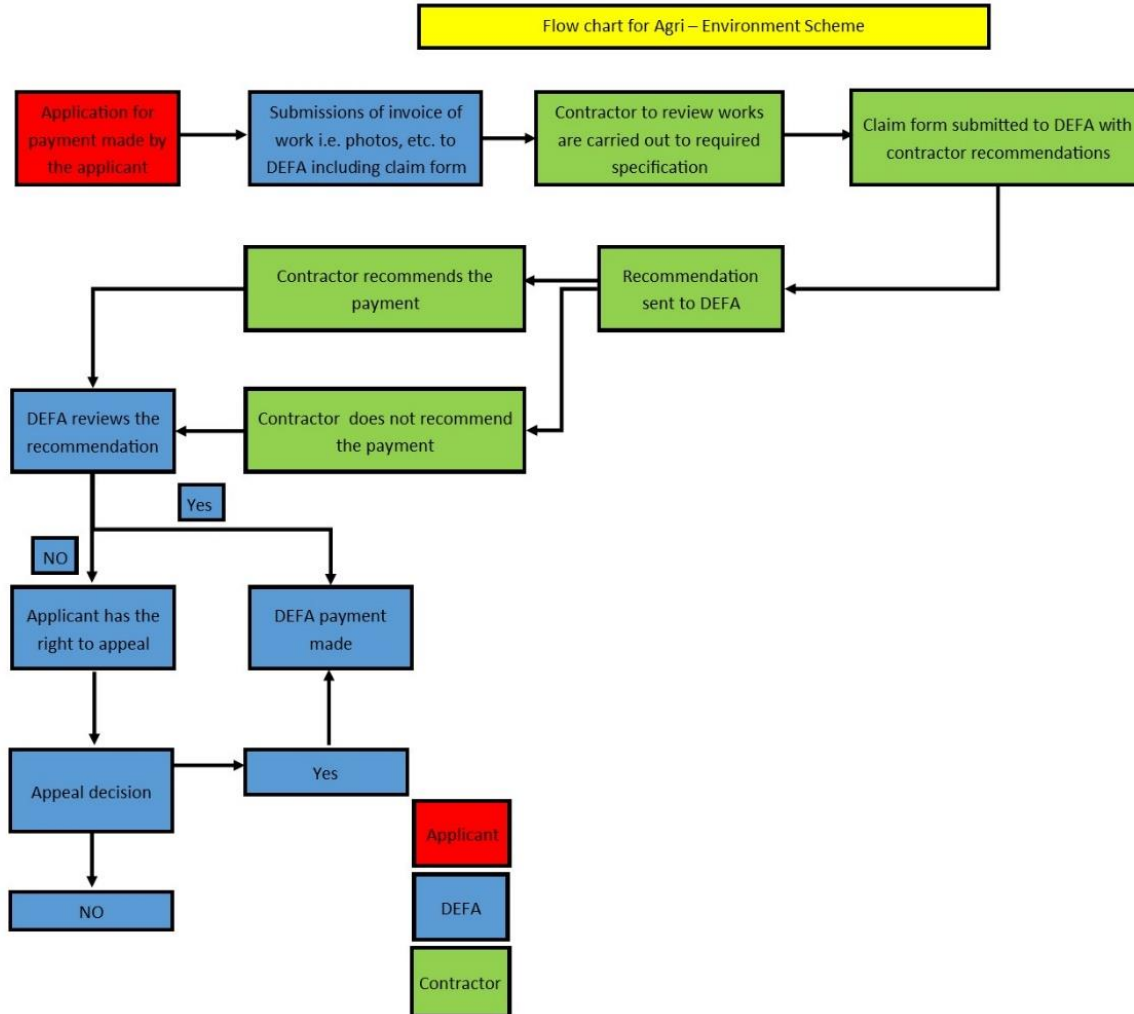 Flow chart for Agri – Environment Scheme
Application for
payment made by
the applicant
Submissions of invoice of
work i.e. photos, etc. to
DEFA including claim form
Contractor to review works
are carried out to required
specification
Claim form submitted to DEFA with
contractor recommendations
Contractor recommends the
payment
Recommendation
sent to DEFA
DEFA reviews the
recommendation
Contractor does not recommend
the payment
Yes
NO
Applicant has the
right to appeal
DEFA payment
made
Appeal decision
Yes
Applicant
DEFA
NO
Contractor